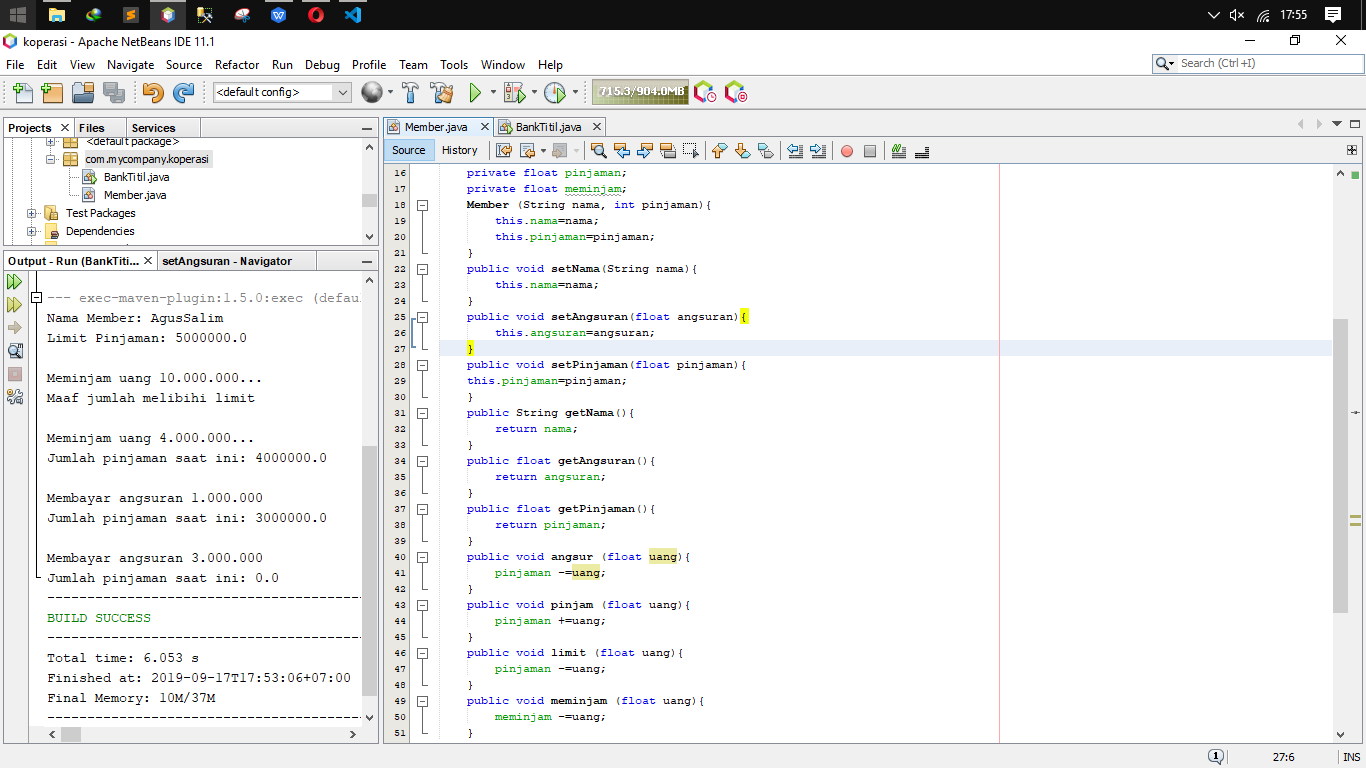 17:55
koperasi - Apache NetBeans IDE 11.1
File Edit View Navigate Source Refactor Run Debug Profile Team Tools Window Help
Search (Ctrl+I)
<default config>
715.3/904.0MB
Projects Files Services
<default package>
com.mycompany.koperasi
BankTitil.java
Member.java
Test Packages
Dependencies
Output - Run (BankTiti... setAngsuran - Navigator
--- exec-maven-plugin:1.5.0:exec (defau
Nama Member: AgusSalim
Limit Pinjaman: 5000000.0
Meminjam uang 10.000.000...
Maaf jumlah melibihi limit
Meminjam uang 4.000.000...
Jumlah pinjaman saat ini: 4000000.0
Membayar angsuran 1.000.000
Jumlah pinjaman saat ini: 3000000.0
Membayar angsuran 3.000.000
Jumlah pinjaman saat ini: 0.0
------------------------------------------
BUILD SUCCESS
------------------------------------------
Total time: 6.053 s
Finished at: 2019-09-17T17:53:06+07:00
Final Memory: 10M/37M
------------------------------------------
Member.java BankTitil.java
Source History
16 private float pinjaman;
17 private float meminjam;
18 Member (String nama, int pinjaman){
19 this.nama=nama;
20 this.pinjaman=pinjaman;
21 }
22 public void setNama(String nama){
23 this.nama=nama;
24 }
25 public void setAngsuran(float angsuran){
26 this.angsuran=angsuran;
27 }
28 public void setPinjaman(float pinjaman){
29 this.pinjaman=pinjaman;
30 }
31 public String getNama(){
32 return nama;
33 }
34 public float getAngsuran(){
35 return angsuran;
36 }
37 public float getPinjaman(){
38 return pinjaman;
39 }
40 public void angsur (float uang){
41 pinjaman -=uang;
42 }
43 public void pinjam (float uang){
44 pinjaman +=uang;
45 }
46 public void limit (float uang){
47 pinjaman -=uang;
48 }
49 public void meminjam (float uang){
50 meminjam -=uang;
51 }
1
27:6
INS